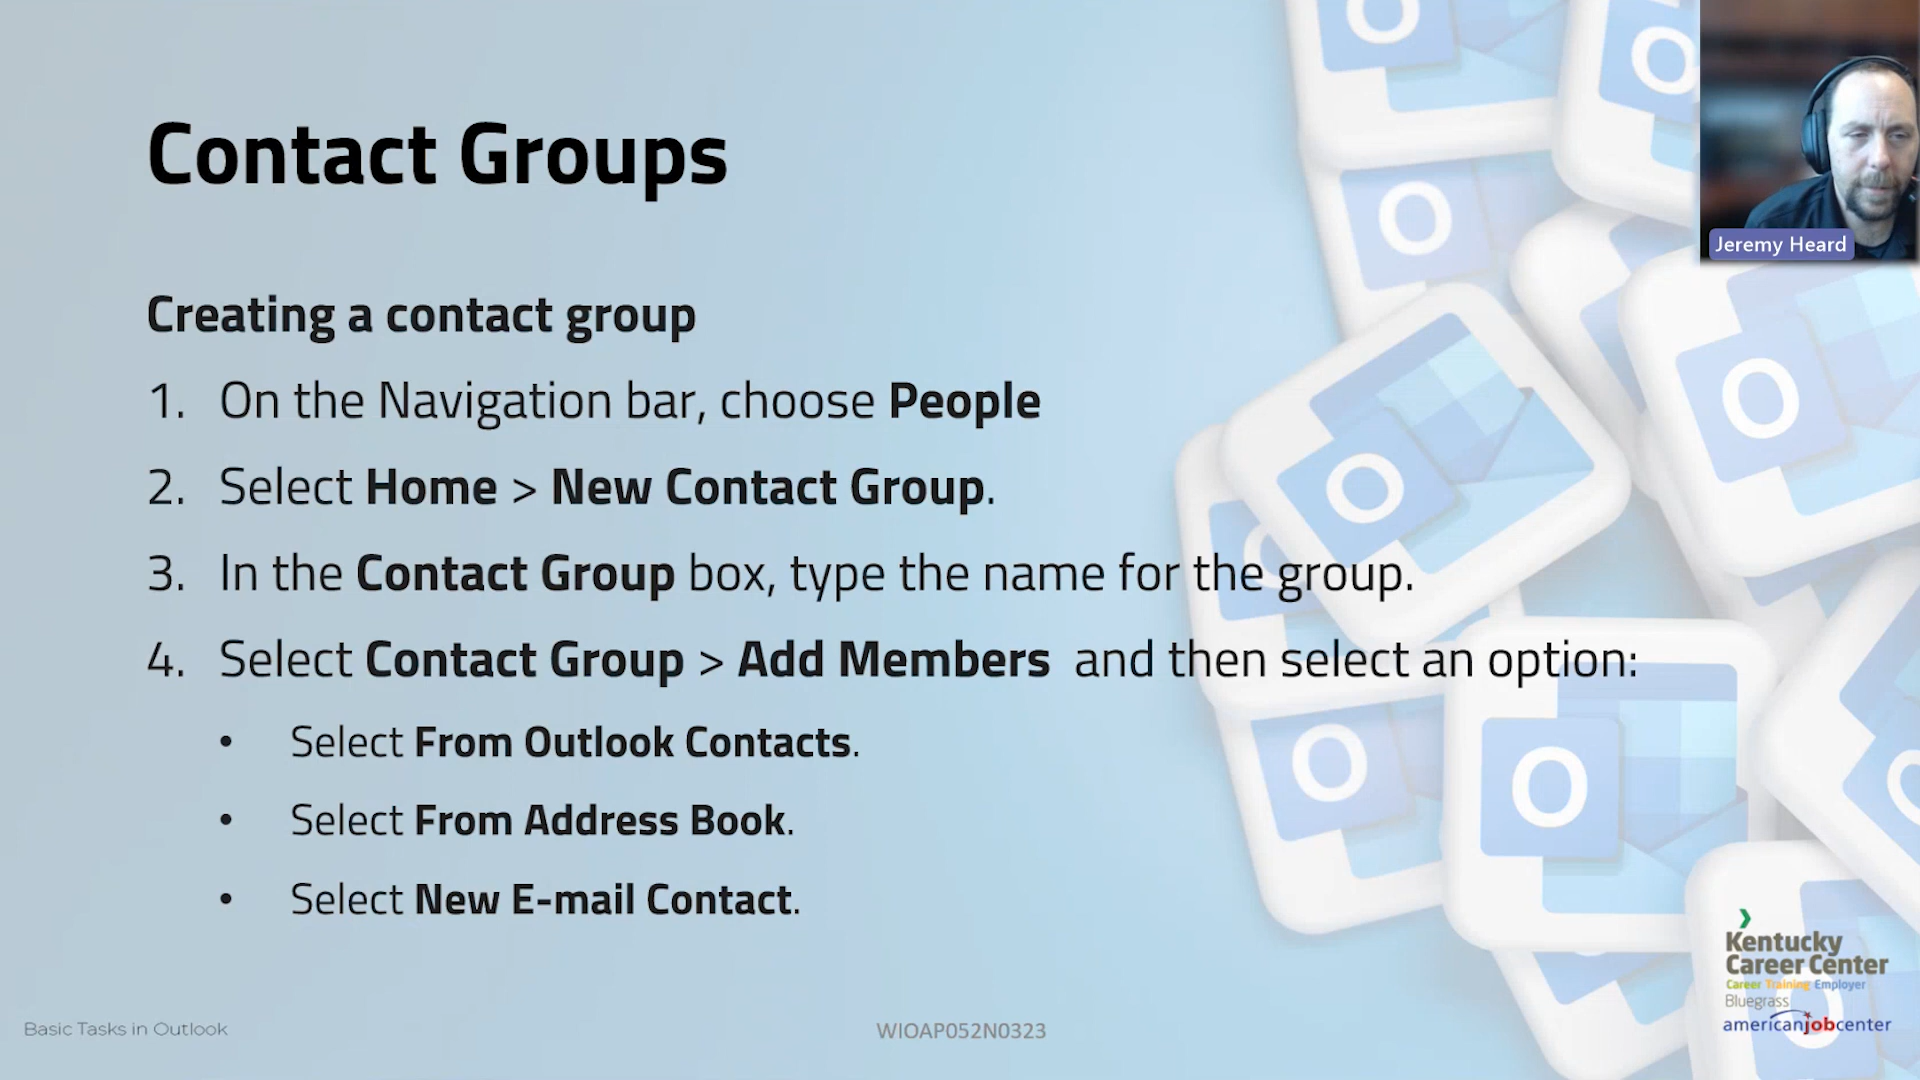 Contact Groups
Jeremy Heard
Creating a contact group
1. On the Navigation bar, choose People
2. Select Home > New Contact Group.
3. In the Contact Group box, type the name for the group.
4. Select Contact Group > Add Members and then select an option:
• Select From Outlook Contacts.
• Select From Address Book.
• Select New E-mail Contact.
Kentucky
Career Center
Career Training Employer
Bluegrass
americanjobcenter
Basic Tasks in Outlook
WIOAP052N0323